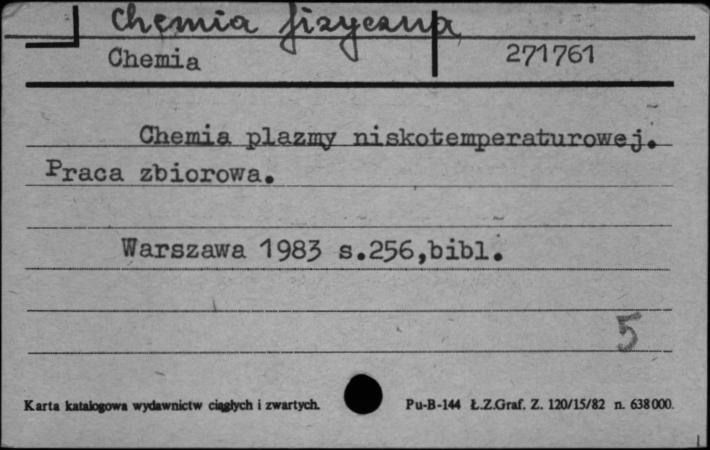 Chemia fizyczna
Chemia 271761
Chemia plazmy niskotemperaturowej.
Praca zbiorowa.
Warszawa 1983 s.256,bibl.
5
Karta katalogowa wydawnictw ciągłych i zwartych. Pu-B-144 Ł.Z.Graf. Z. 120/15/82 n. 638000.